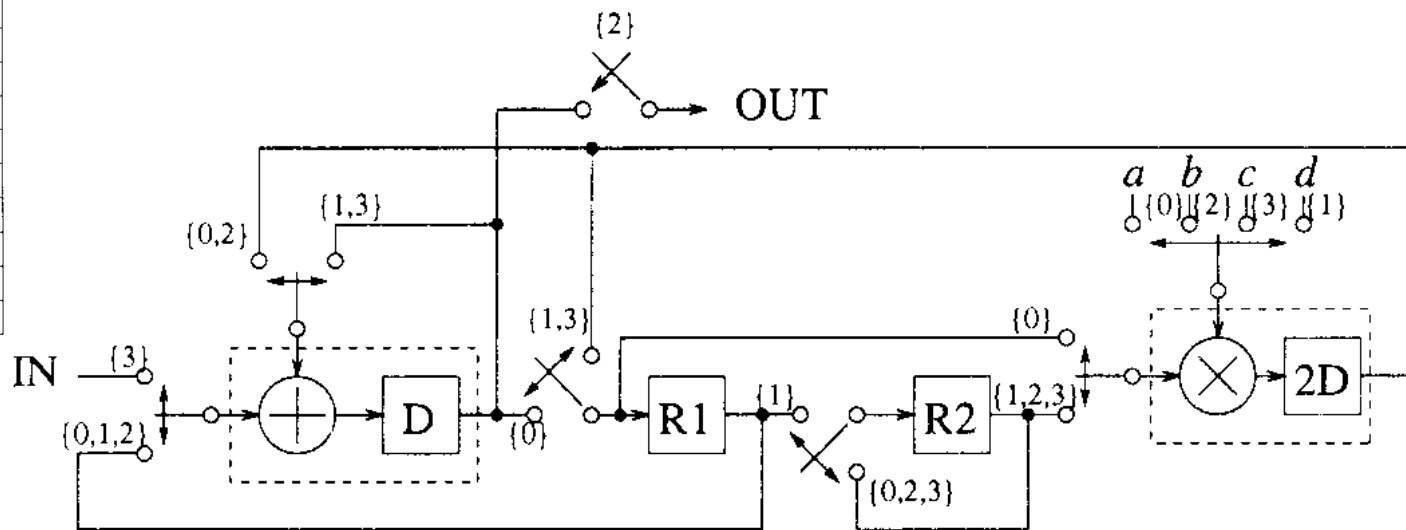 {2}
OUT
a b c d
{0} {2} {3} {1}
{1,3}
{0,2}
{1,3}
{0}
IN
{3}
D
{1}
{1,2,3}
2D
R1
R2
{0,1,2}
{0}
{0,2,3}